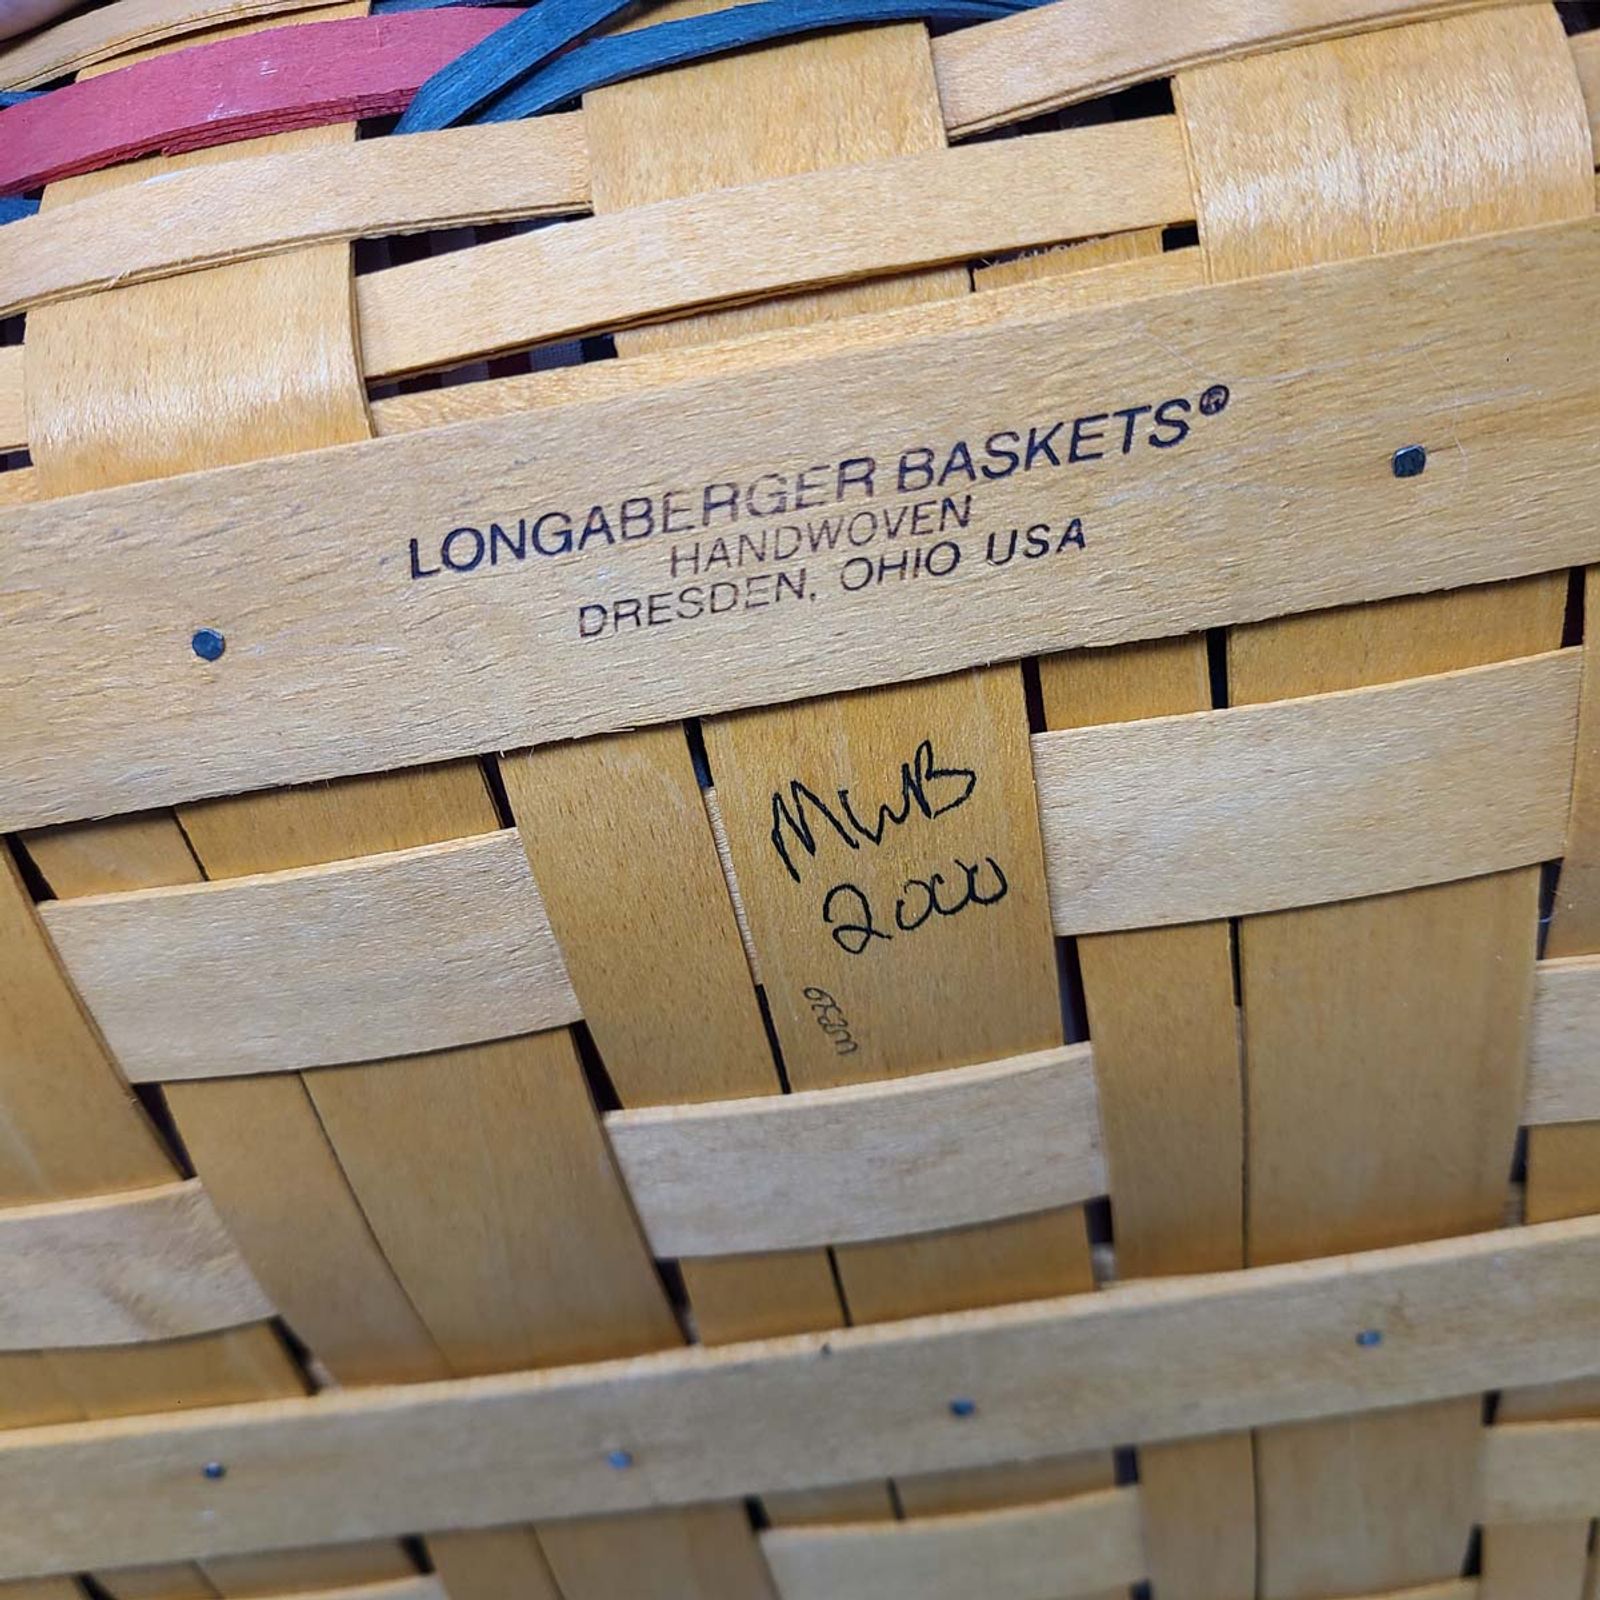 LONGABERGER BASKETS®
HANDWOVEN
DRESDEN, OHIO USA
MWB
2000